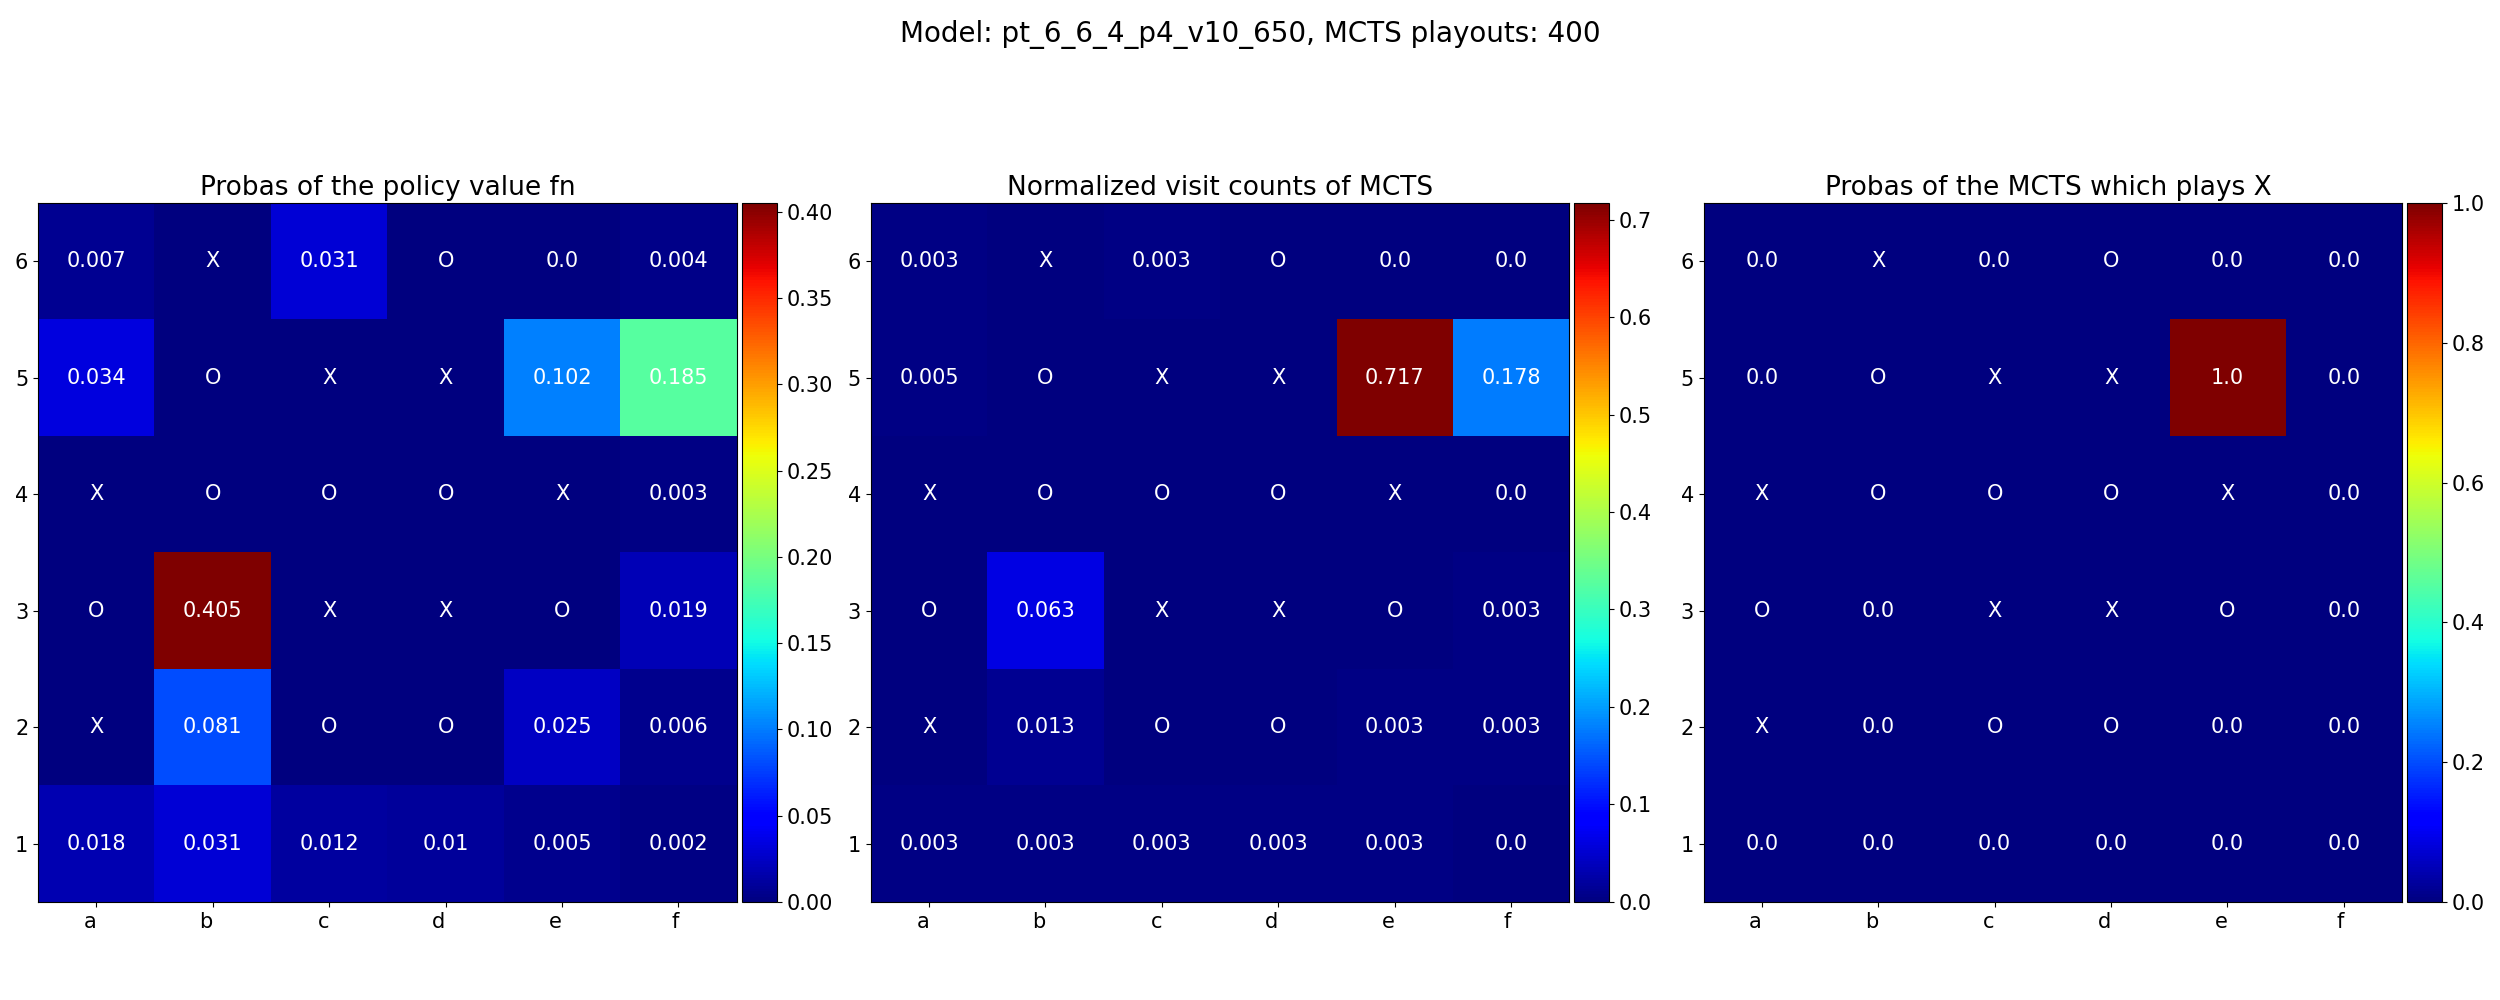 Model: pt_6_6_4_p4_v10_650, MCTS playouts: 400
Probas of the policy value fn
6 0.007 X 0.031 O 0.0 0.004
5 0.034 O X X 0.102 0.185
4 X O O O X 0.003
3 O 0.405 X X O 0.019
2 X 0.081 O O 0.025 0.006
1 0.018 0.031 0.012 0.01 0.005 0.002
a b c d e f
0.40
0.35
0.30
0.25
0.20
0.15
0.10
0.05
0.00
Normalized visit counts of MCTS
6 0.003 X 0.003 O 0.0 0.0
5 0.005 O X X 0.717 0.178
4 X O O O X 0.0
3 O 0.063 X X O 0.003
2 X 0.013 O O 0.003 0.003
1 0.003 0.003 0.003 0.003 0.003 0.0
a b c d e f
0.7
0.6
0.5
0.4
0.3
0.2
0.1
0.0
Probas of the MCTS which plays X
6 0.0 X 0.0 O 0.0 0.0
5 0.0 O X X 1.0 0.0
4 X O O O X 0.0
3 O 0.0 X X O 0.0
2 X 0.0 O O 0.0 0.0
1 0.0 0.0 0.0 0.0 0.0 0.0
a b c d e f
1.0
0.8
0.6
0.4
0.2
0.0